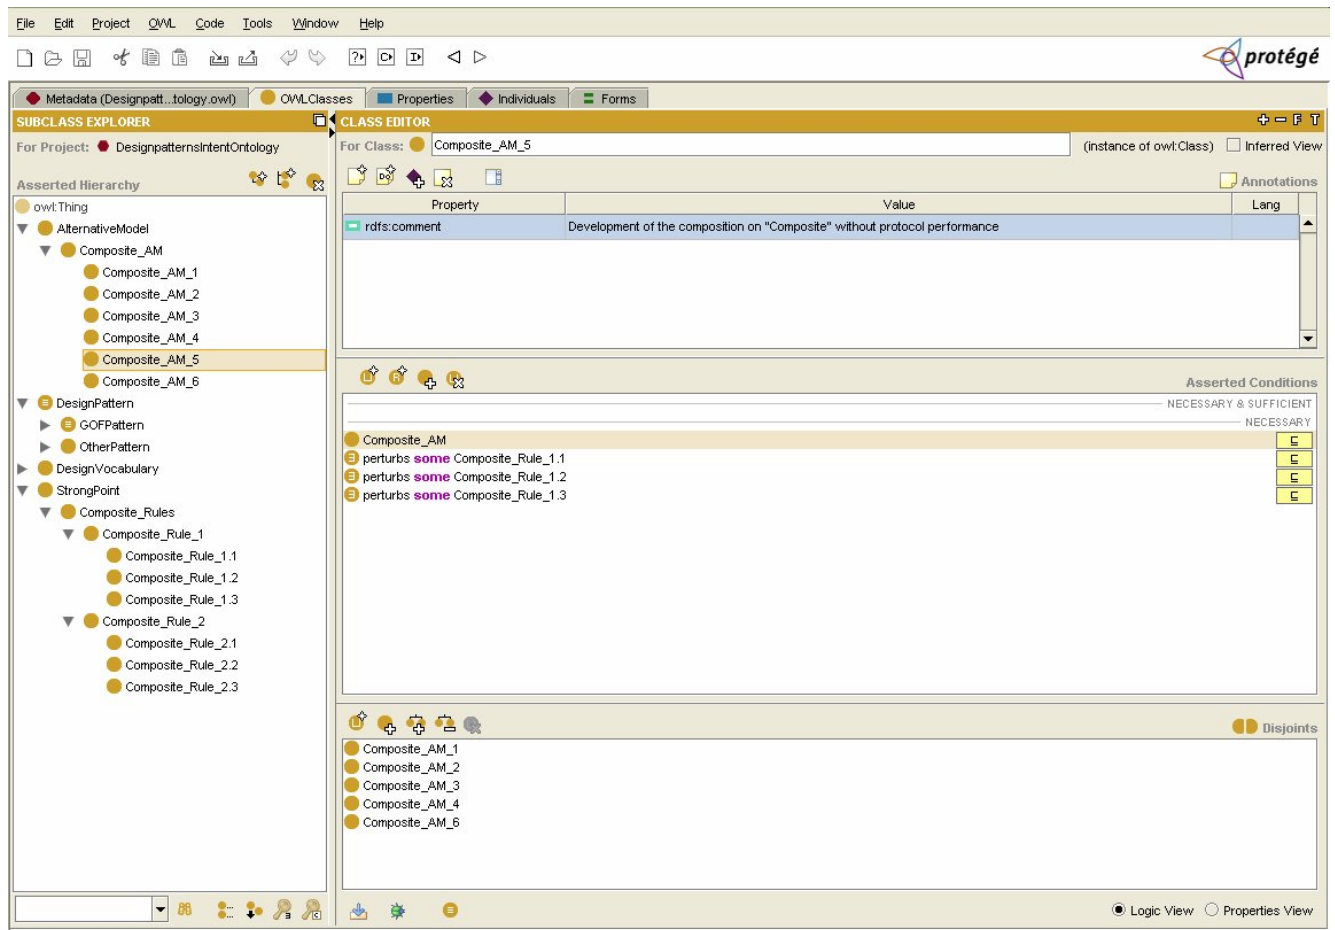 File Edit Project OWL Code Tools Window Help
protégé
Metadata (Designpatt...tology.owl) OWLClasses Properties Individuals Forms
SUBCLASS EXPLORER
For Project: DesignpatternsIntentOntology
Asserted Hierarchy
owl:Thing
AlternativeModel
Composite_AM
Composite_AM_1
Composite_AM_2
Composite_AM_3
Composite_AM_4
Composite_AM_5
Composite_AM_6
DesignPattern
GOFPattern
OtherPattern
DesignVocabulary
StrongPoint
Composite_Rules
Composite_Rule_1
Composite_Rule_1.1
Composite_Rule_1.2
Composite_Rule_1.3
Composite_Rule_2
Composite_Rule_2.1
Composite_Rule_2.2
Composite_Rule_2.3
CLASS EDITOR
F T
For Class: Composite_AM_5 (instance of owl:Class) Inferred View
Annotations
Property Value Lang
rdfs:comment Development of the composition on "Composite" without protocol performance
Asserted Conditions
NECESSARY & SUFFICIENT
NECESSARY
Composite_AM ⊑
perturbs some Composite_Rule_1.1 ⊑
perturbs some Composite_Rule_1.2 ⊑
perturbs some Composite_Rule_1.3 ⊑
Disjoints
Composite_AM_1
Composite_AM_2
Composite_AM_3
Composite_AM_4
Composite_AM_6
Logic View Properties View